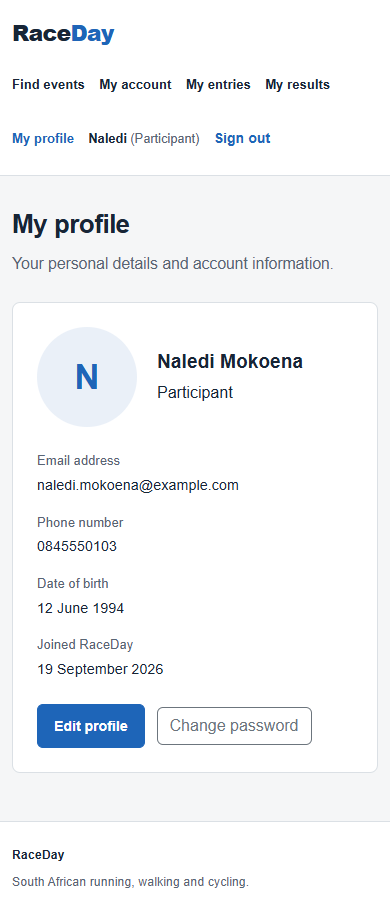 RaceDay
Find events My account My entries My results
My profile Naledi (Participant) Sign out
My profile
Your personal details and account information.
N
Naledi Mokoena
Participant
Email address
naledi.mokoena@example.com
Phone number
0845550103
Date of birth
12 June 1994
Joined RaceDay
19 September 2026
Edit profile Change password
RaceDay
South African running, walking and cycling.